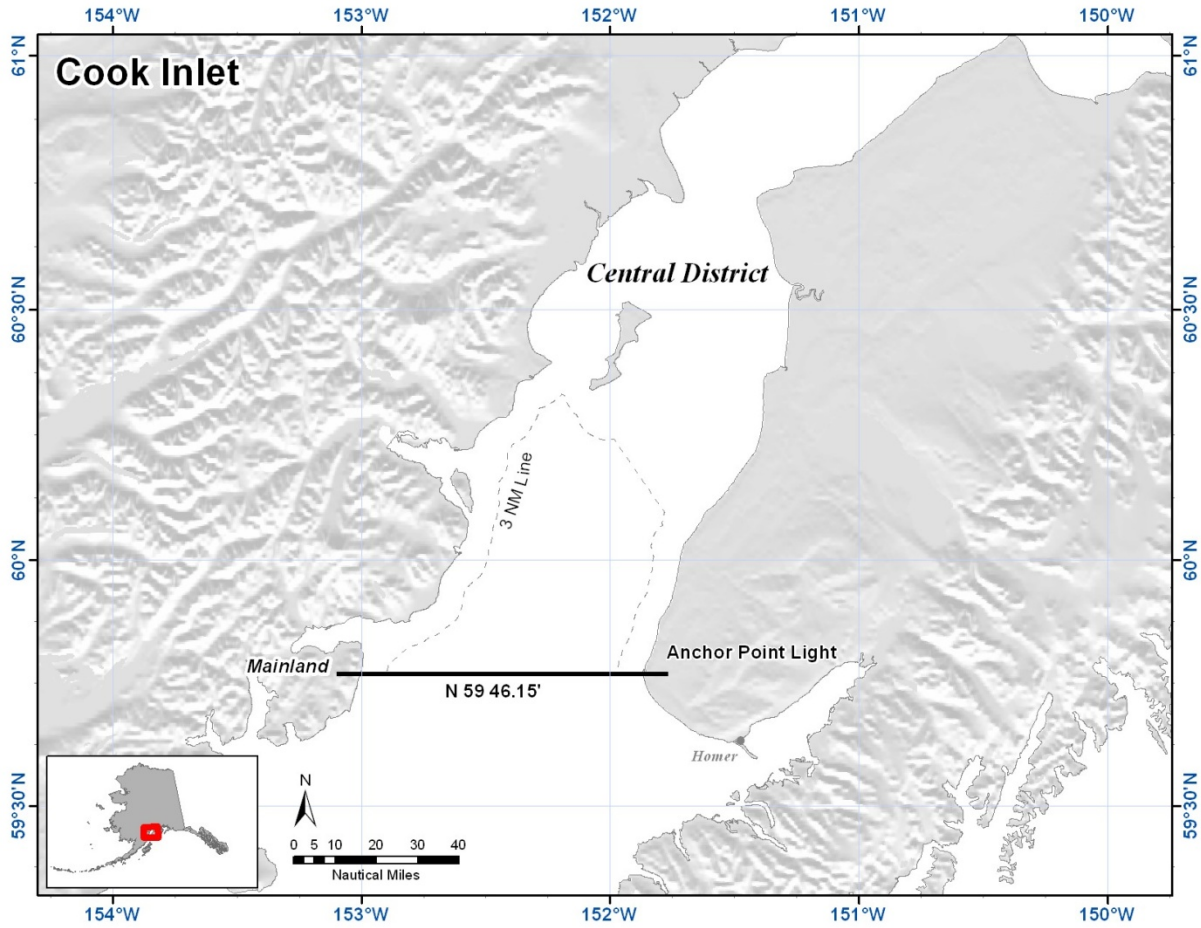 154°W 153°W 152°W 151°W 150°W
61°N 61°N
Cook Inlet
Central District
60°30'N 60°30'N
3 NM Line
60°N 60°N
Mainland
Anchor Point Light
N 59 46.15'
Homer
N
59°30'N 59°30'N
0 5 10 20 30 40
Nautical Miles
154°W 153°W 152°W 151°W 150°W